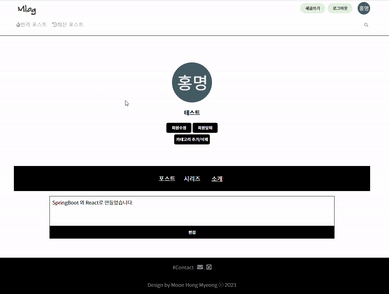 Mlog
새글쓰기 로그아웃 홍명
인기 포스트 최신 포스트
홍명
테스트
회원수정 회원탈퇴
카테고리 추가/삭제
포스트 시리즈 소개
SpringBoot 와 React로 만들었습니다.
편집
#Contact
Design by Moon Hong Myeong ⓒ 2023